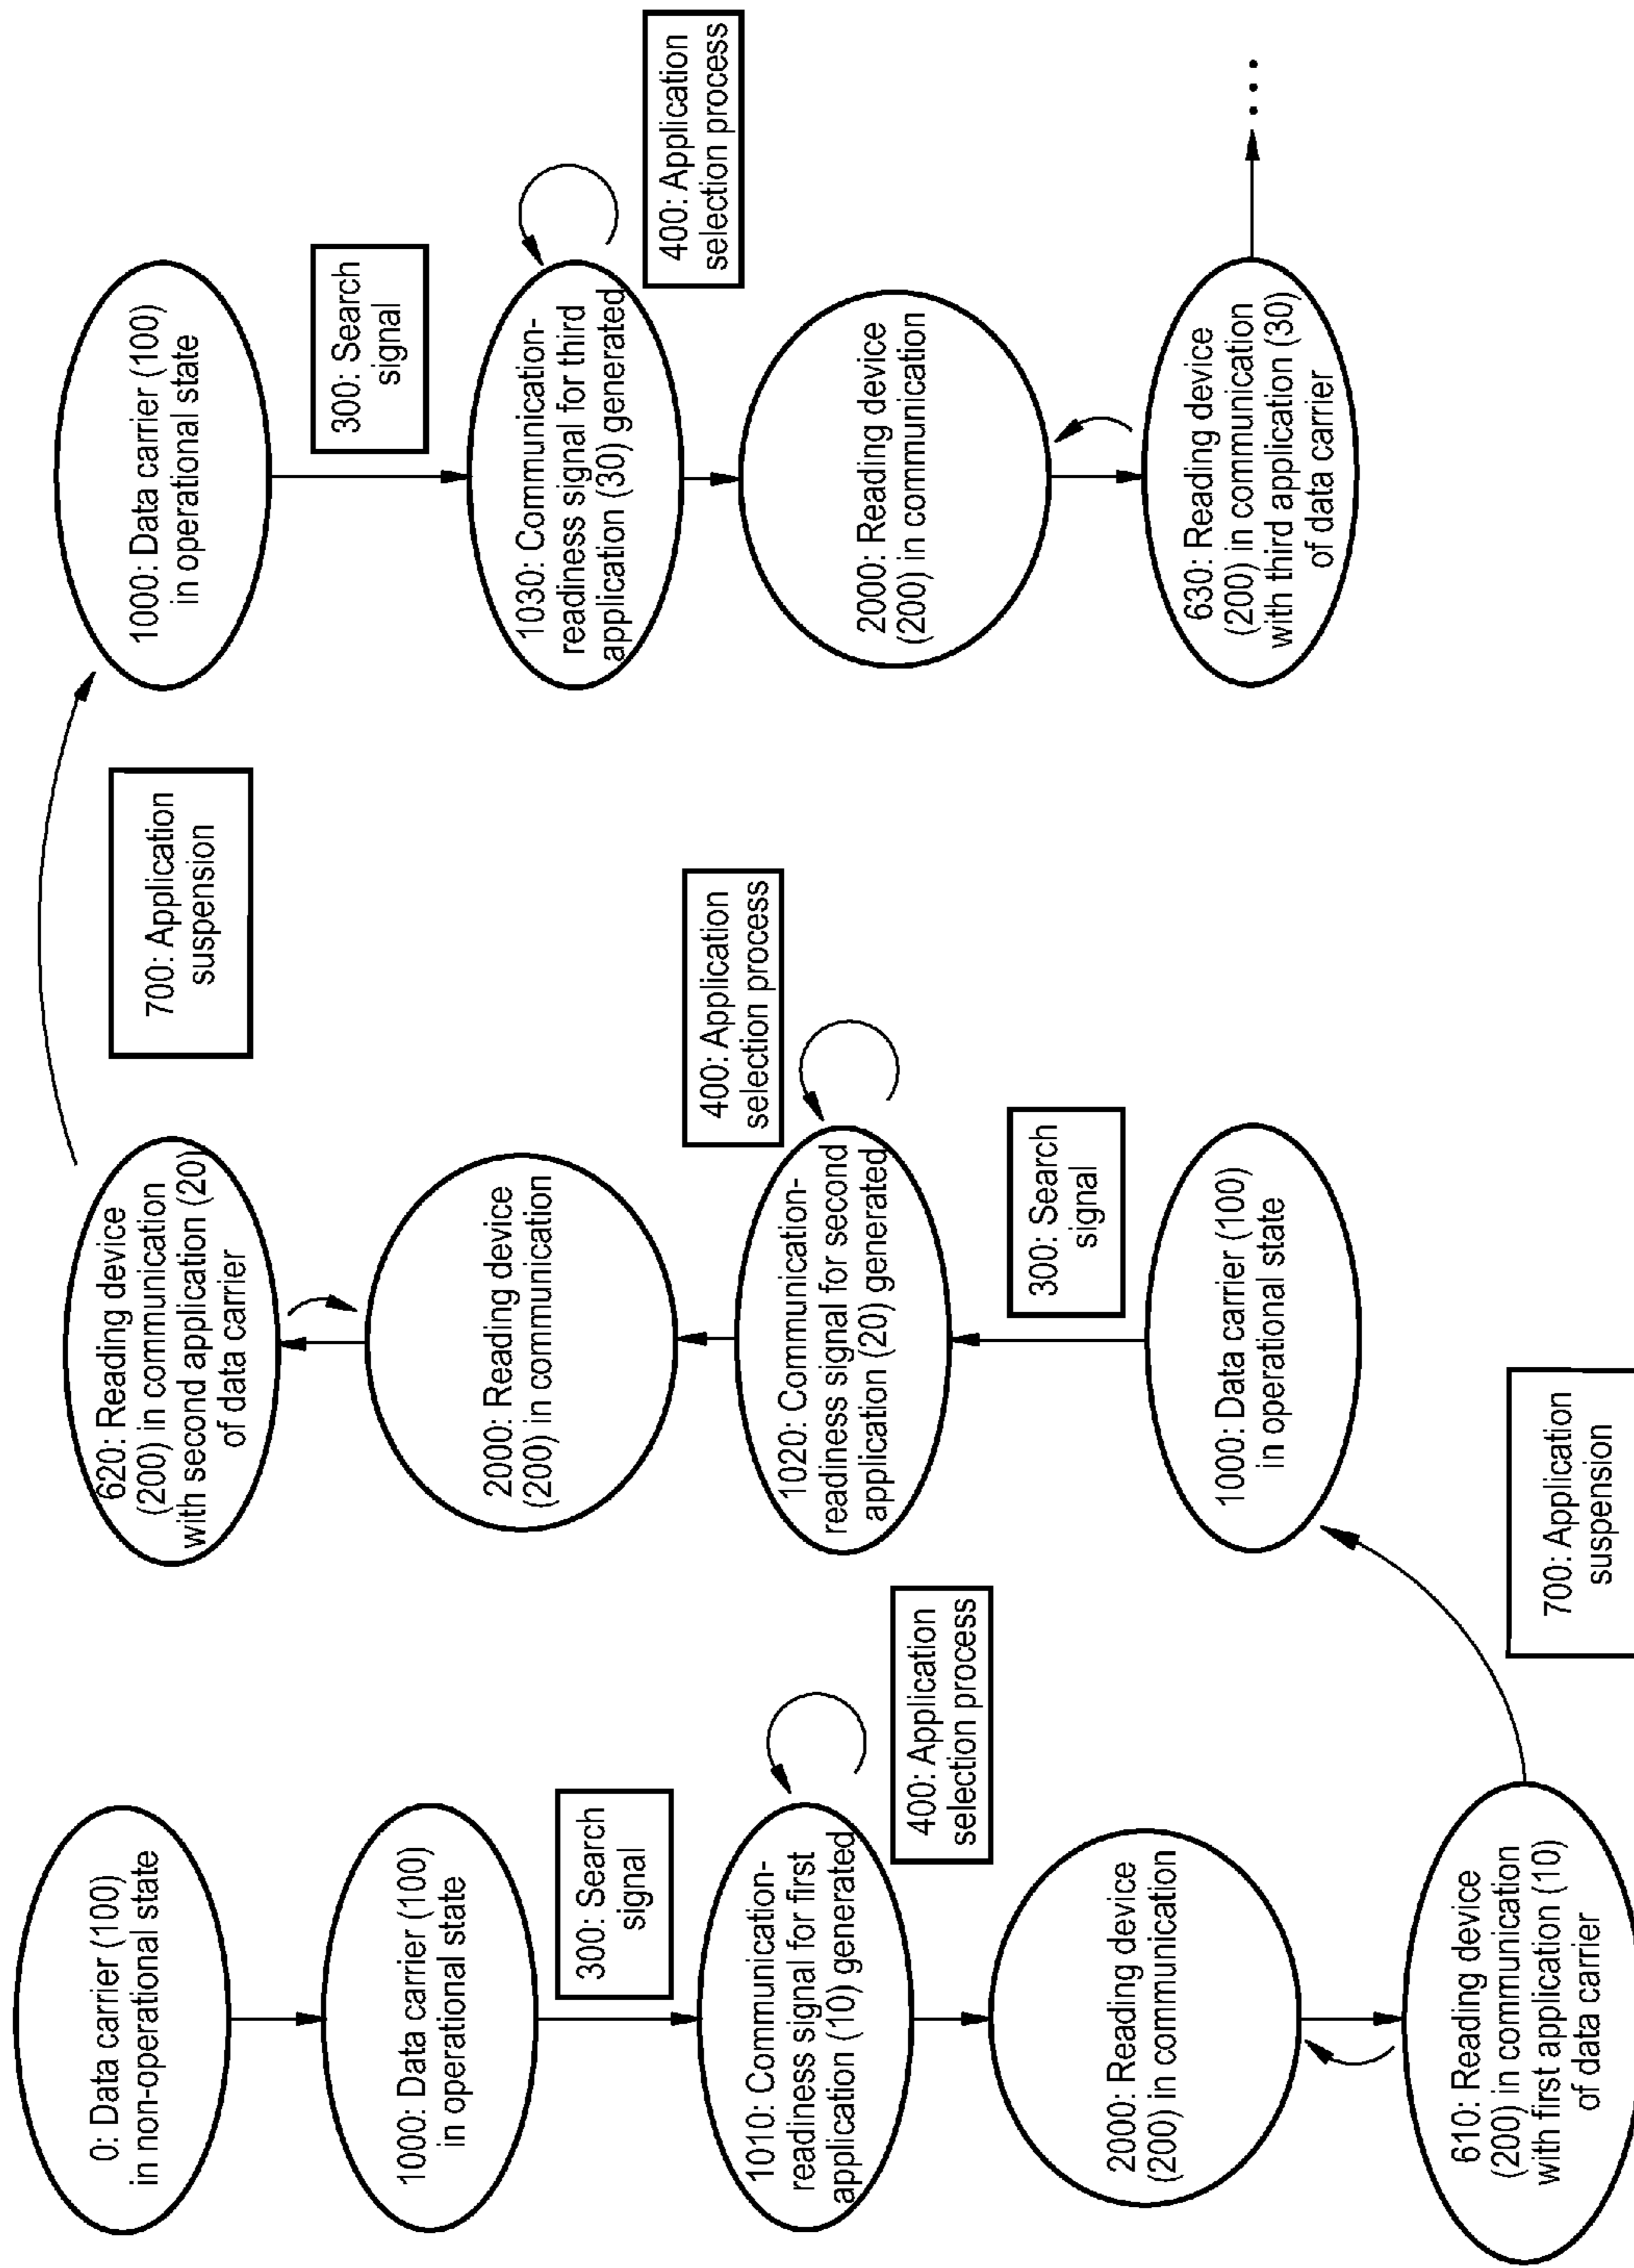 0: Data carrier (100)
in non-operational state
1000: Data carrier (100)
in operational state
300: Search
signal
1010: Communication-
readiness signal for first
application (10) generated
400: Application
selection process
2000: Reading device
(200) in communication
610: Reading device
(200) in communication
with first application (10)
of data carrier
700: Application
suspension
1000: Data carrier (100)
in operational state
300: Search
signal
1020: Communication-
readiness signal for second
application (20) generated
400: Application
selection process
2000: Reading device
(200) in communication
620: Reading device
(200) in communication
with second application (20)
of data carrier
700: Application
suspension
1000: Data carrier (100)
in operational state
300: Search
signal
1030: Communication-
readiness signal for third
application (30) generated
400: Application
selection process
2000: Reading device
(200) in communication
630: Reading device
(200) in communication
with third application (30)
of data carrier
...